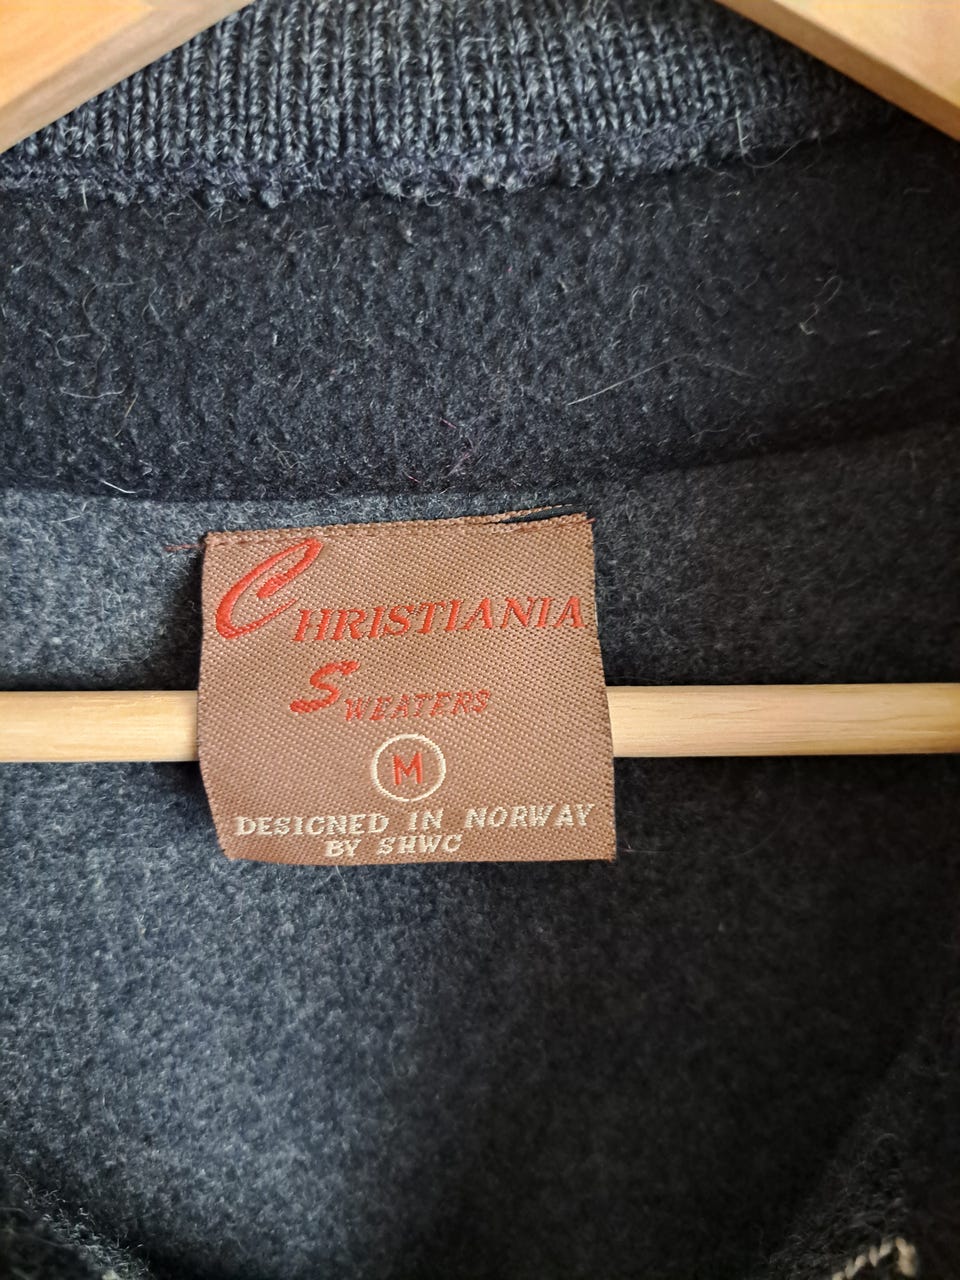 CHRISTIANIA
SWEATERS
M
DESIGNED IN NORWAY
BY SHWC